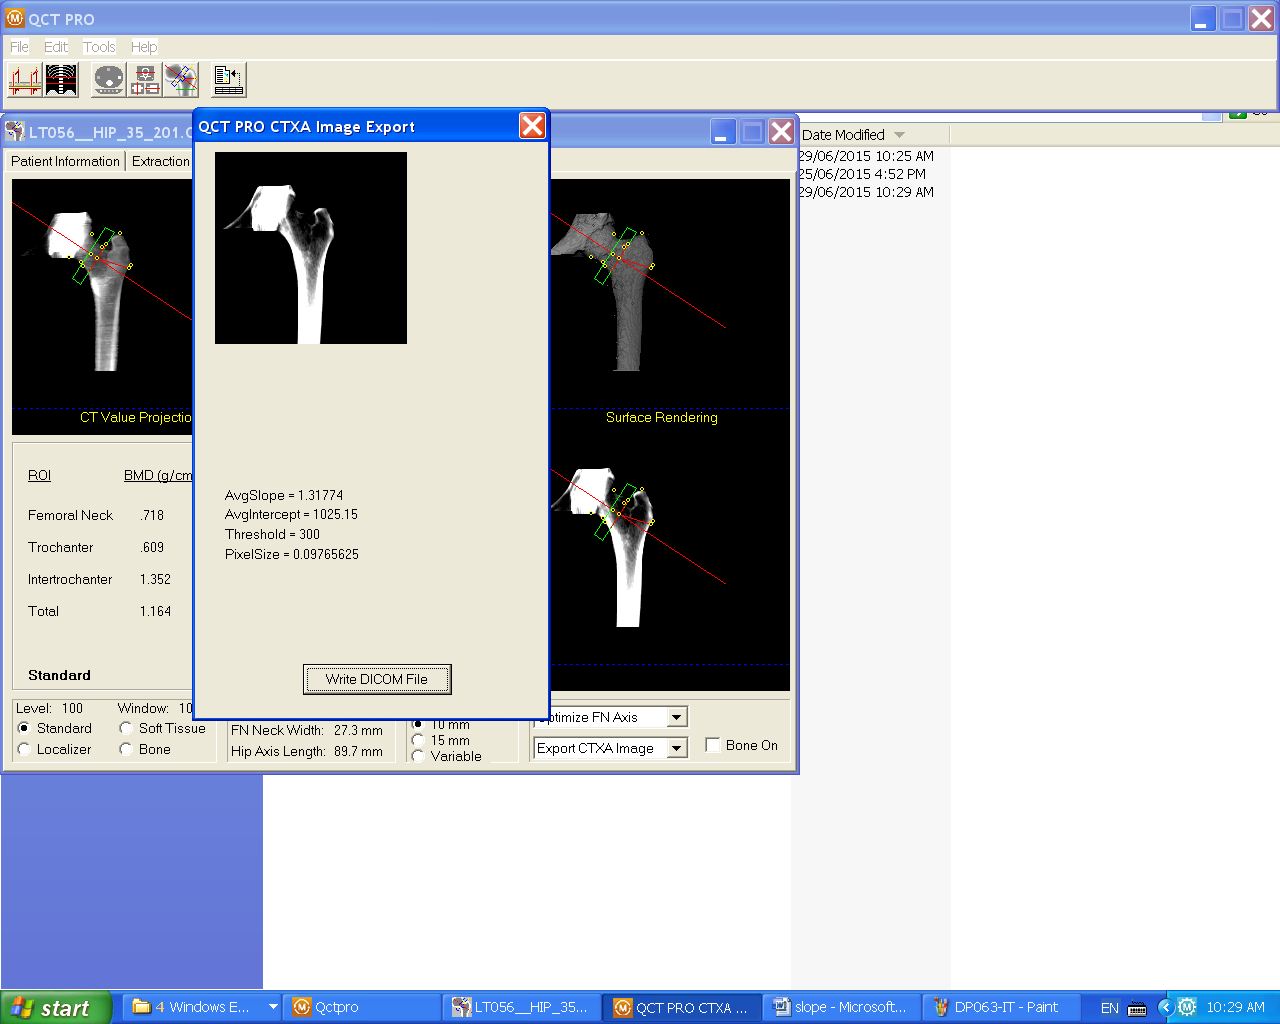 QCT PRO
File Edit Tools Help
LT056__HIP_35_201.
QCT PRO CTXA Image Export
Date Modified
Patient Information Extraction
29/06/2015 10:25 AM
25/06/2015 4:52 PM
29/06/2015 10:29 AM
CT Value Projectio
Surface Rendering
ROI BMD (g/cm
Femoral Neck .718
Trochanter .609
Intertrochanter 1.352
Total .1.164
Standard
AvgSlope = 1.31774
AvgIntercept = 1025.15
Threshold = 300
PixelSize = 0.09765625
Write DICOM File
Level: 100 Window: 10
Standard Soft Tissue
Localizer Bone
FN Neck Width: 27.3 mm
Hip Axis Length: 89.7 mm
10 mm
15 mm
Variable
ptimize FN Axis
Export CTXA Image
Bone On
start
4 Windows E...
Qctpro
LT056__HIP_35...
QCT PRO CTXA ...
slope - Microsoft...
DP063-IT - Paint
EN
10:29 AM